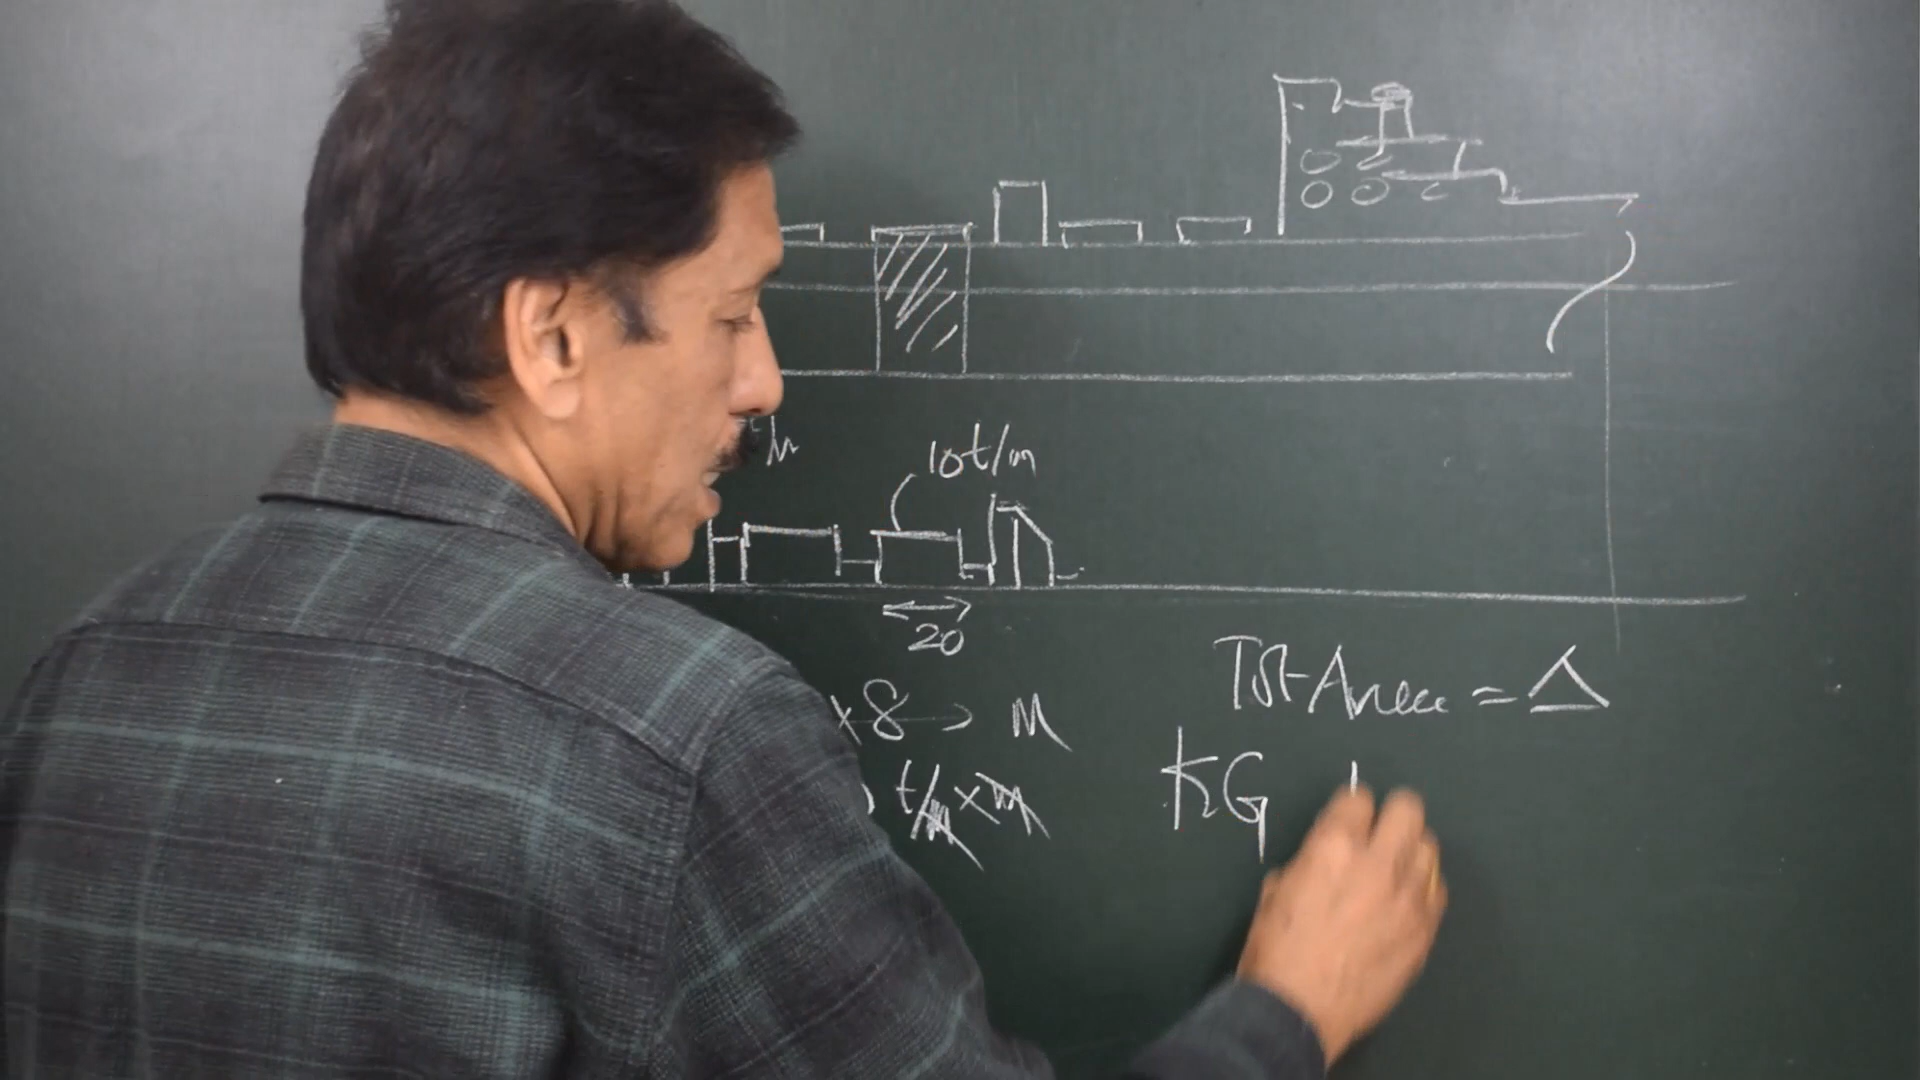 10t/m
20
x 8 → M
t/m x m
Tot Area = Δ
KG